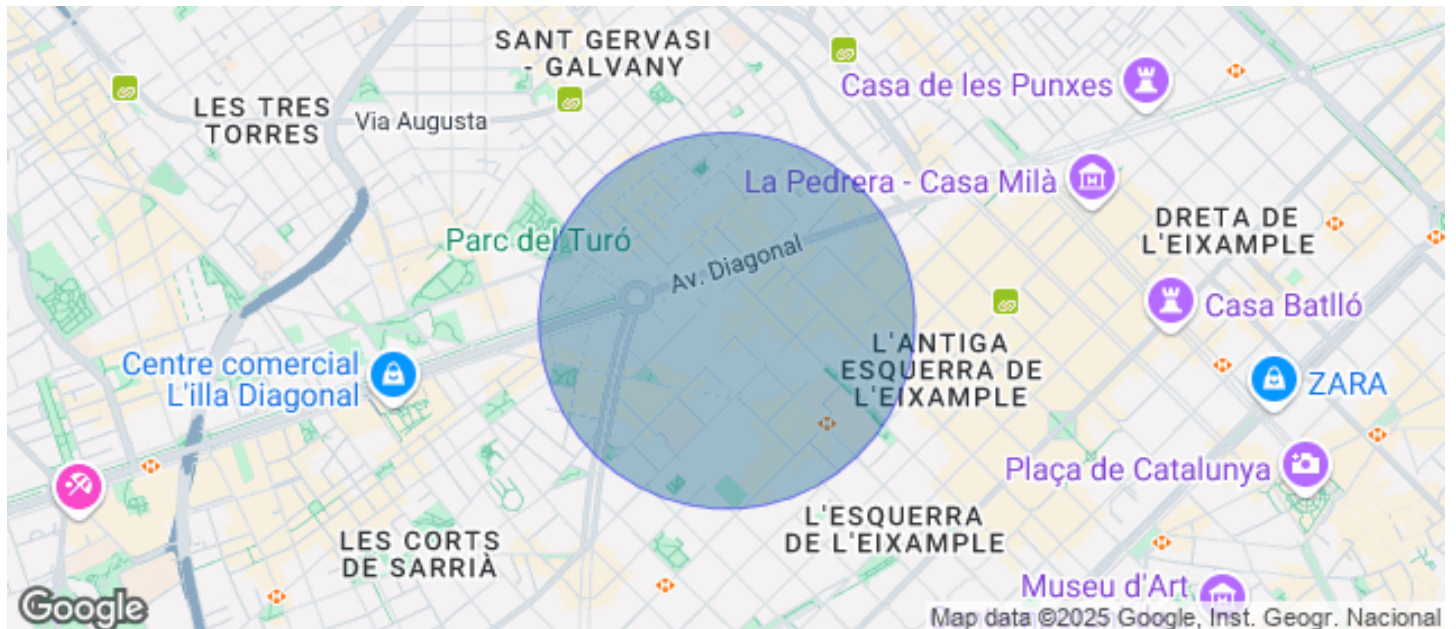 SANT GERVASI
- GALVANY
Casa de les Punxes
LES TRES
TORRES
Via Augusta
La Pedrera - Casa Milà
DRETA DE
L'EIXAMPLE
Parc del Turó
Av. Diagonal
Casa Batlló
L'ANTIGA
ESQUERRA DE
L'EIXAMPLE
Centre comercial
L'illa Diagonal
ZARA
Plaça de Catalunya
L'ESQUERRA
DE L'EIXAMPLE
LES CORTS
DE SARRIÀ
Museu d'Art
Google
Map data ©2025 Google, Inst. Geogr. Nacional